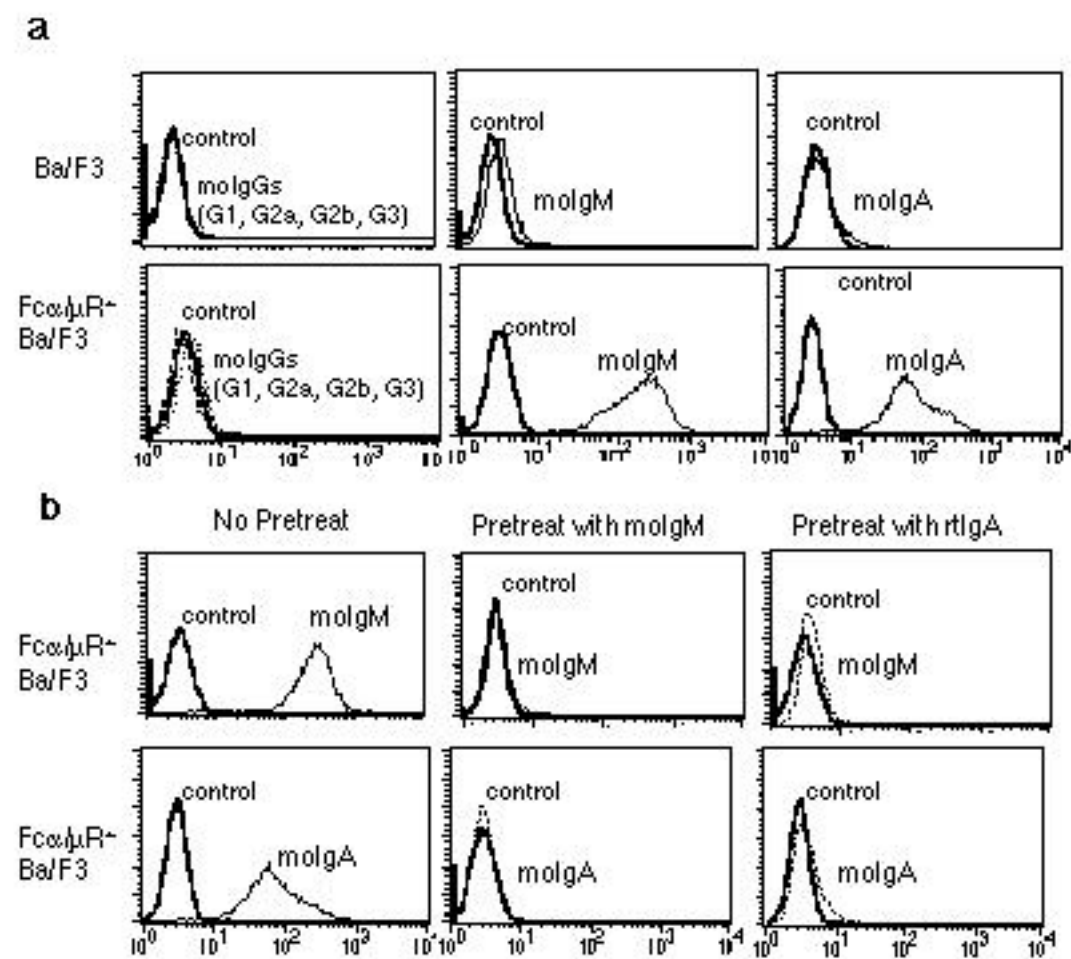 a
Ba/F3
control
moIgGs
(G1, G2a, G2b, G3)
control
moIgM
control
moIgA
Fcα/μR+
Ba/F3
control
moIgGs
(G1, G2a, G2b, G3)
10⁰ 10¹ 10² 10³
control
moIgM
10¹ 10³
control
moIgA
10¹ 10² 10³ 10⁴
b
No Pretreat
Pretreat with moIgM
Pretreat with rtIgA
Fcα/μR+
Ba/F3
control
moIgM
control
moIgM
control
moIgM
Fcα/μR+
Ba/F3
control
moIgA
10⁰ 10¹ 10² 10³ 10⁴
control
moIgA
10⁰ 10¹ 10² 10³ 10⁴
control
moIgA
10⁰ 10¹ 10² 10³ 10⁴